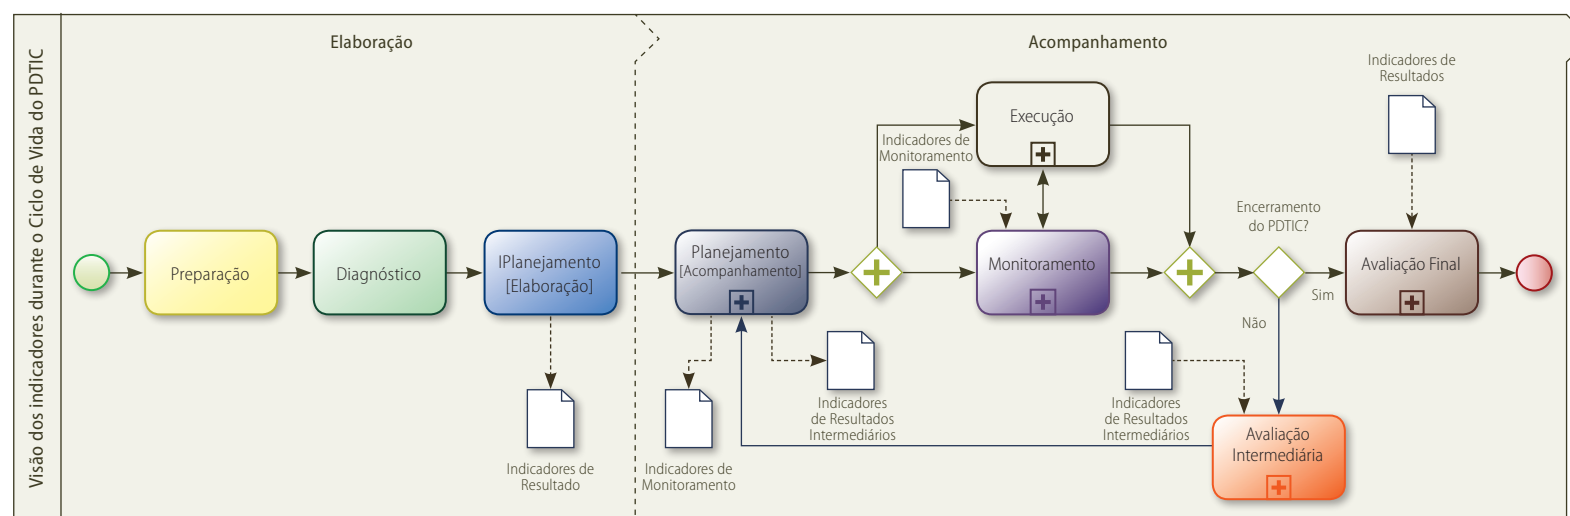 Visão dos indicadores durante o Ciclo de Vida do PDTIC
Elaboração
Acompanhamento
Preparação
Diagnóstico
IPlanejamento
[Elaboração]
Indicadores de
Resultado
Planejamento
[Acompanhamento]
Indicadores de
Monitoramento
Indicadores
de Resultados
Intermediários
Indicadores de
Monitoramento
Execução
Monitoramento
Encerramento
do PDTIC?
Sim
Não
Indicadores
de Resultados
Intermediários
Avaliação
Intermediária
Indicadores de
Resultados
Avaliação Final